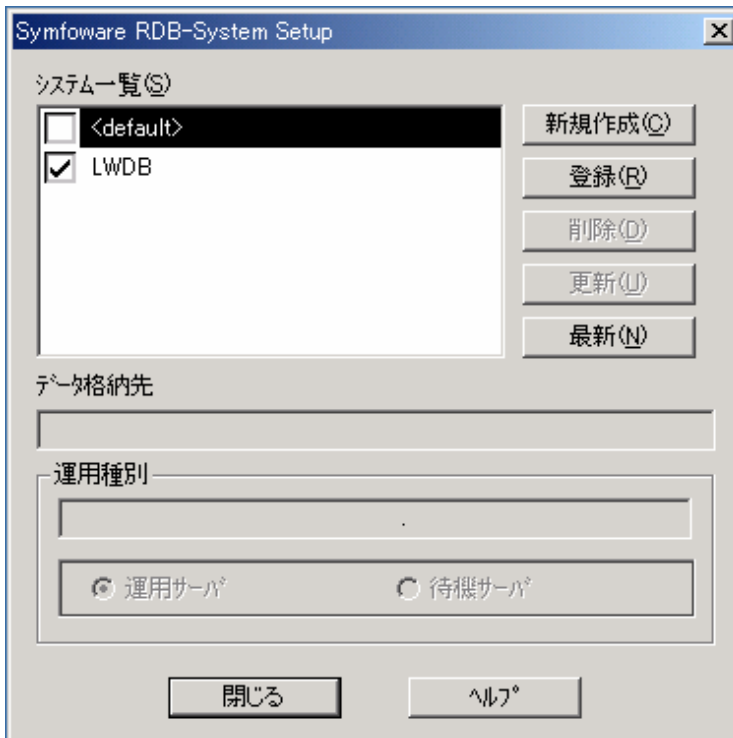 Symfoware RDB-System Setup
ｼｽﾃﾑ一覧(S)
<default>
LWDB
新規作成(C)
登録(R)
削除(D)
更新(U)
最新(N)
ﾃﾞｰﾀ格納先
運用種別
.
運用ｻｰﾊﾞ
待機ｻｰﾊﾞ
閉じる
ﾍﾙﾌﾟ